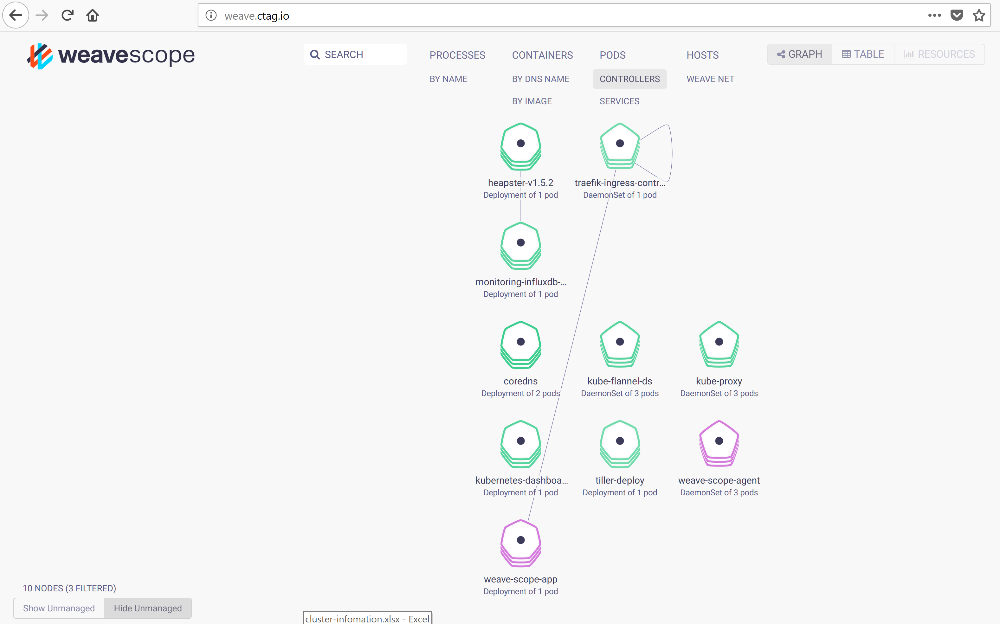 weave.ctag.io
weavescope
SEARCH
PROCESSES
CONTAINERS
PODS
HOSTS
GRAPH
TABLE
RESOURCES
BY NAME
BY DNS NAME
CONTROLLERS
WEAVE NET
BY IMAGE
SERVICES
heapster-v1.5.2
Deployment of 1 pod
traefik-ingress-contr...
DaemonSet of 1 pod
monitoring-influxdb-...
Deployment of 1 pod
coredns
Deployment of 2 pods
kube-flannel-ds
DaemonSet of 3 pods
kube-proxy
DaemonSet of 3 pods
kubernetes-dashboa...
Deployment of 1 pod
tiller-deploy
Deployment of 1 pod
weave-scope-agent
DaemonSet of 3 pods
weave-scope-app
Deployment of 1 pod
10 NODES (3 FILTERED)
Show Unmanaged
Hide Unmanaged
cluster-infomation.xlsx - Excel